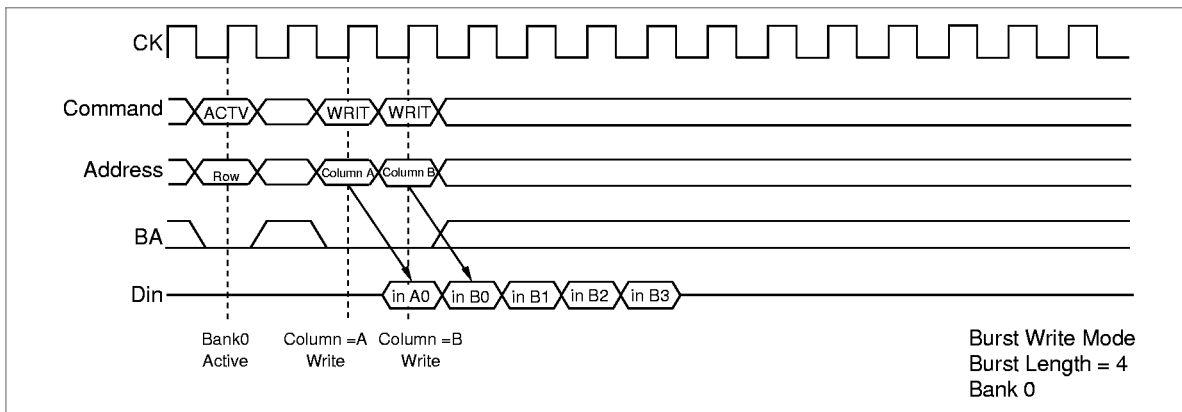 CK
Command ACTV WRIT WRIT
Address Row Column A Column B
BA
Din in A0 in B0 in B1 in B2 in B3
Bank0 Column =A Column =B
Active Write Write
Burst Write Mode
Burst Length = 4
Bank 0